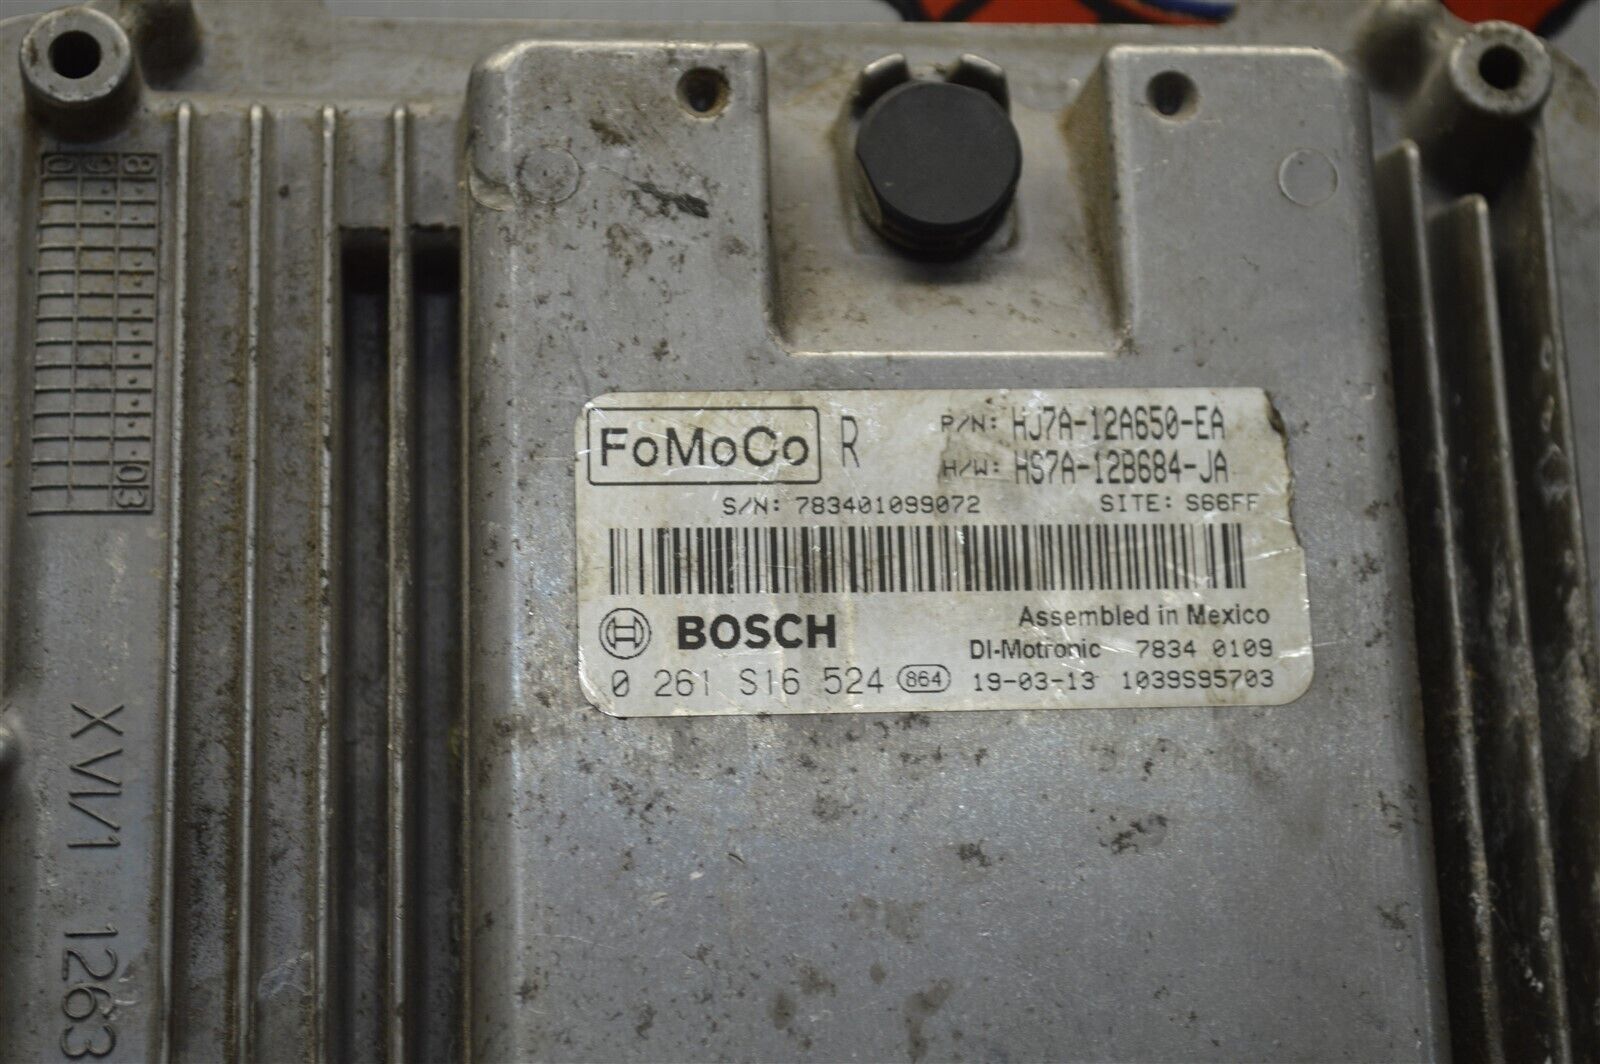 FoMoCo R P/N: HJ7A-12A650-EA
H/W: HS7A-12B684-JA
S/N: 783401099072 SITE: S66FF
BOSCH Assembled in Mexico
DI-Motronic 7834 0109
0 261 S16 524 864 19-03-13 1039S95703
XVI/1 1263
03